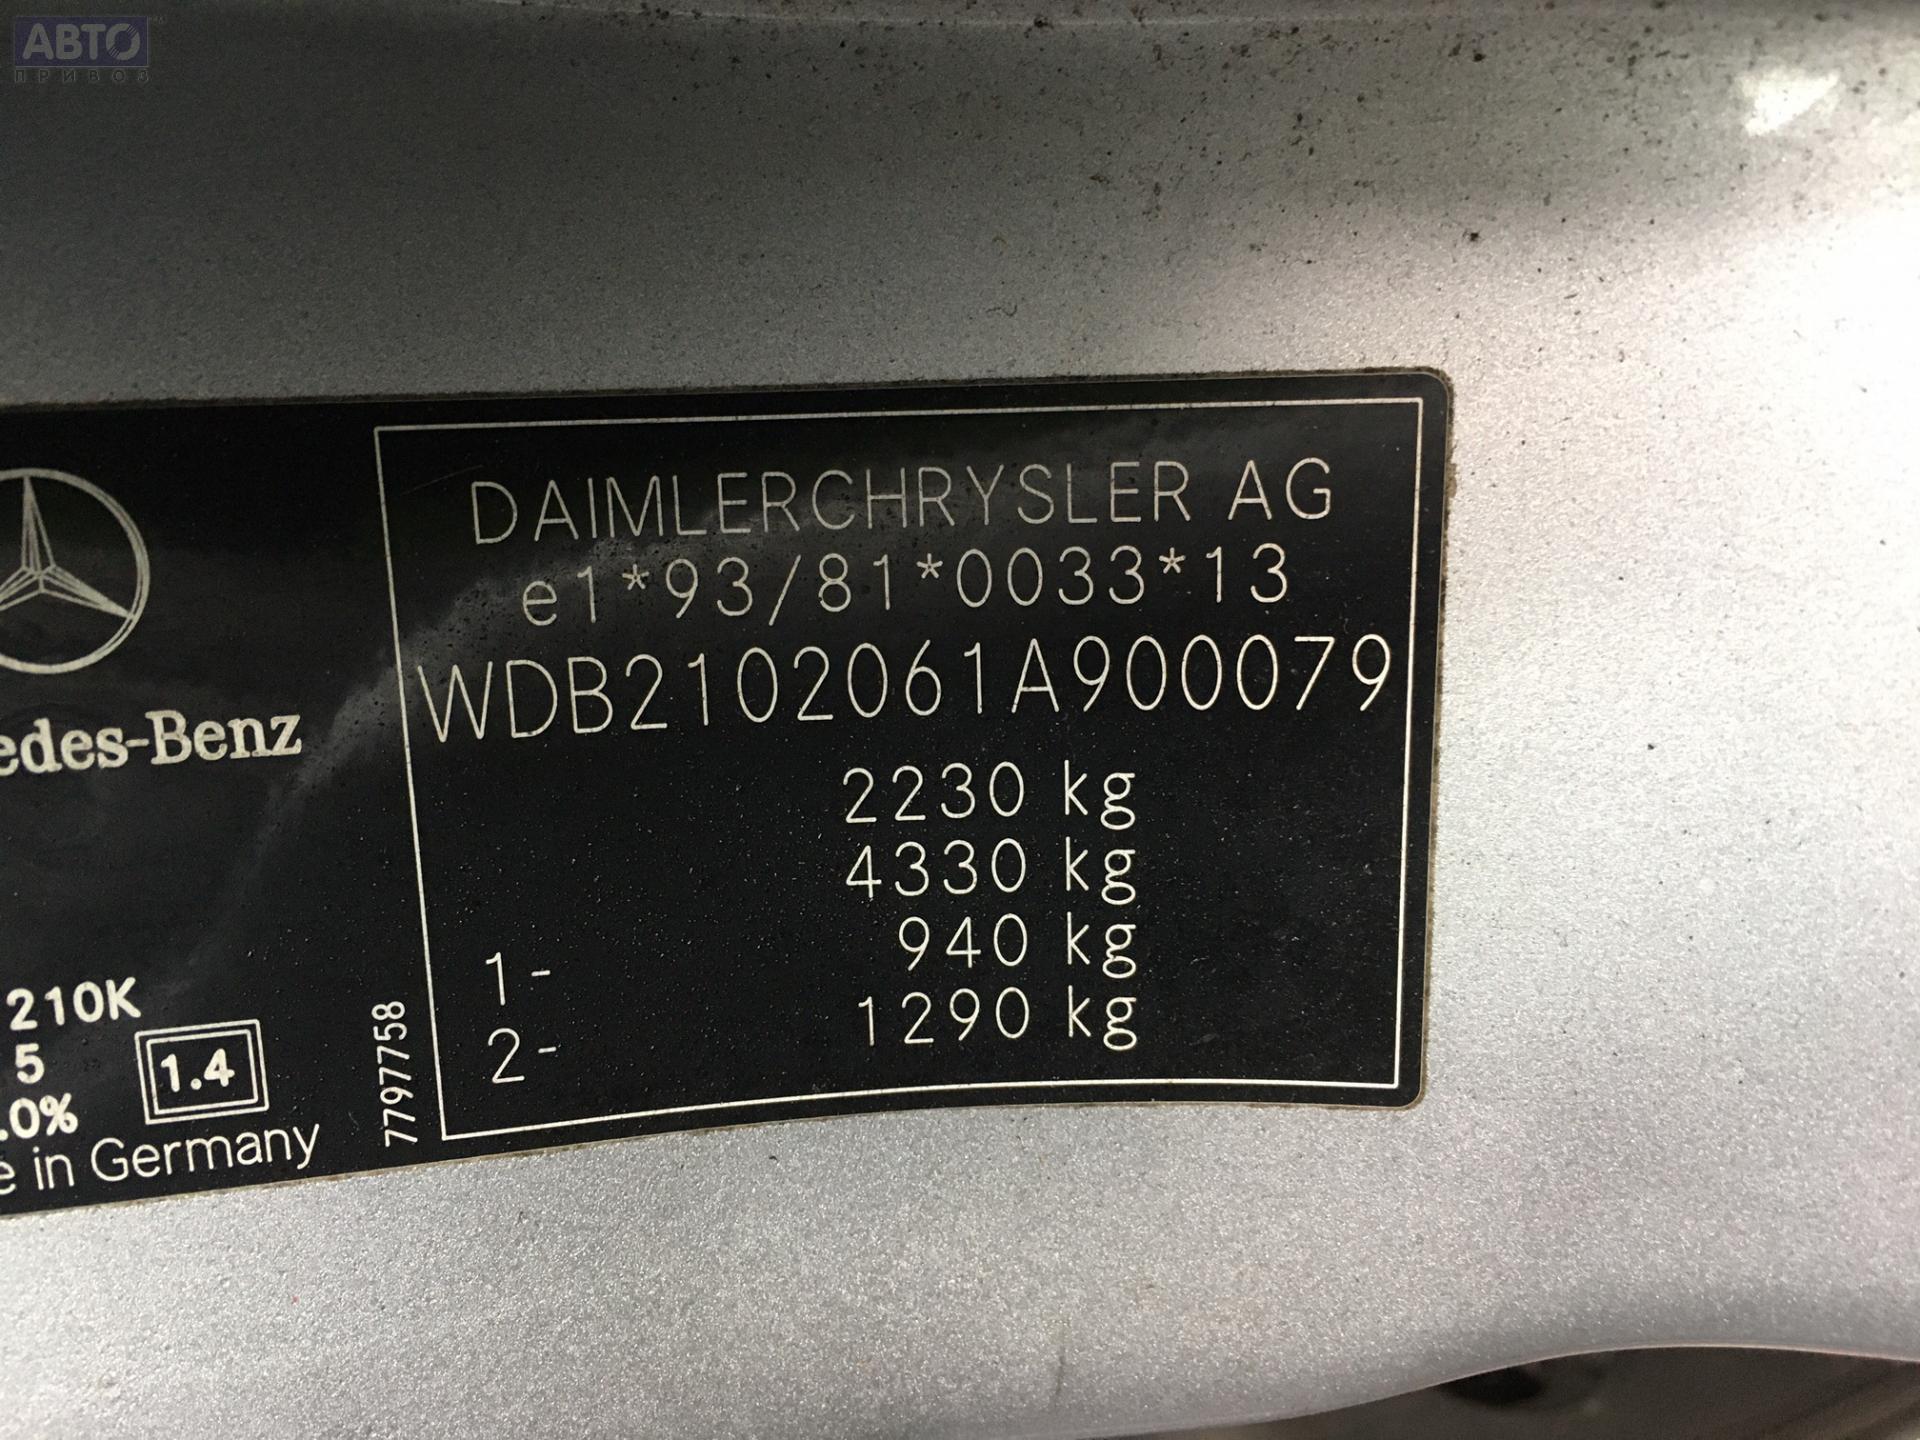 АВТО
ПРИВОЗ
DAIMLERCHRYSLER AG
e1*93/81*0033*13
WDB2102061A900079
edes-Benz
2230 kg
4330 kg
1- 940 kg
2- 1290 kg
210K
5
1.4
.0%
e in Germany
7797758